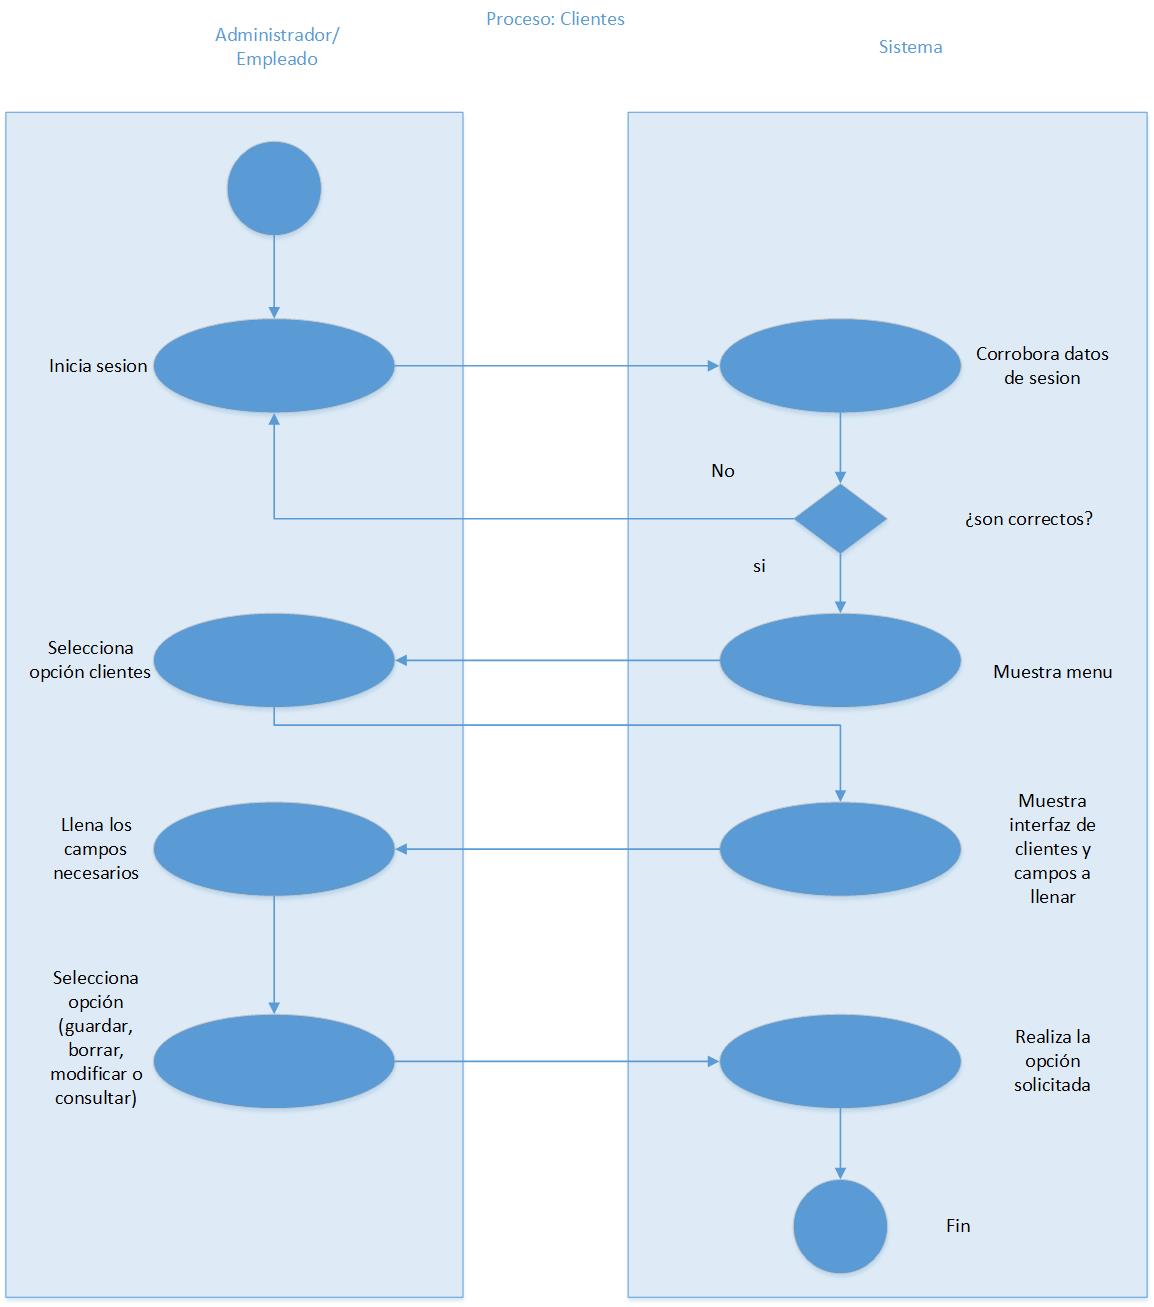 Proceso: Clientes
Administrador/
Empleado
Sistema
Inicia sesion
Corrobora datos
de sesion
No
¿son correctos?
si
Selecciona
opción clientes
Muestra menu
Llena los
campos
necesarios
Muestra
interfaz de
clientes y
campos a
llenar
Selecciona
opción
(guardar,
borrar,
modificar o
consultar)
Realiza la
opción
solicitada
Fin